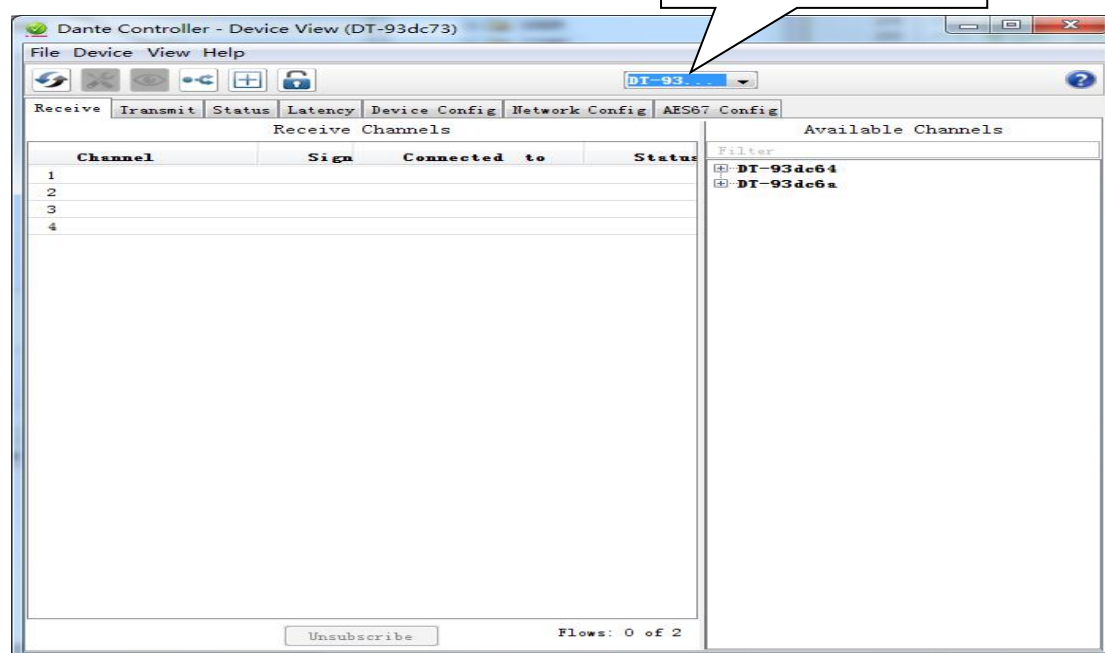 Dante Controller - Device View (DT-93dc73)
File Device View Help
DT-93...
Receive Transmit Status Latency Device Config Network Config AES67 Config
Receive Channels
Available Channels
Channel Sign Connected to Status
Filter
1
2
3
4
DT-93dc64
DT-93dc6a
Unsubscribe
Flows: 0 of 2